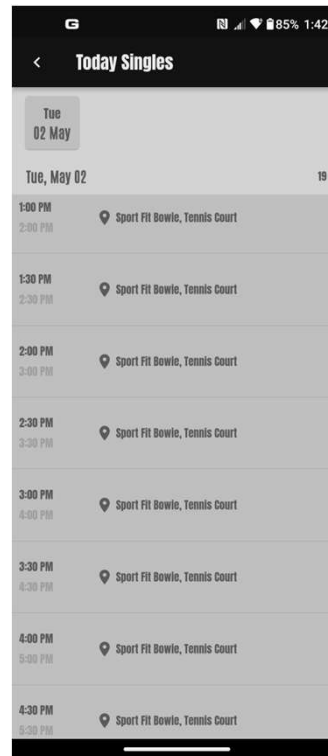 G 85% 1:42
Today Singles
Tue
02 May
Tue, May 02 19
1:00 PM
2:00 PM
Sport Fit Bowie, Tennis Court
1:30 PM
2:30 PM
Sport Fit Bowie, Tennis Court
2:00 PM
3:00 PM
Sport Fit Bowie, Tennis Court
2:30 PM
3:30 PM
Sport Fit Bowie, Tennis Court
3:00 PM
4:00 PM
Sport Fit Bowie, Tennis Court
3:30 PM
4:30 PM
Sport Fit Bowie, Tennis Court
4:00 PM
5:00 PM
Sport Fit Bowie, Tennis Court
4:30 PM
5:30 PM
Sport Fit Bowie, Tennis Court